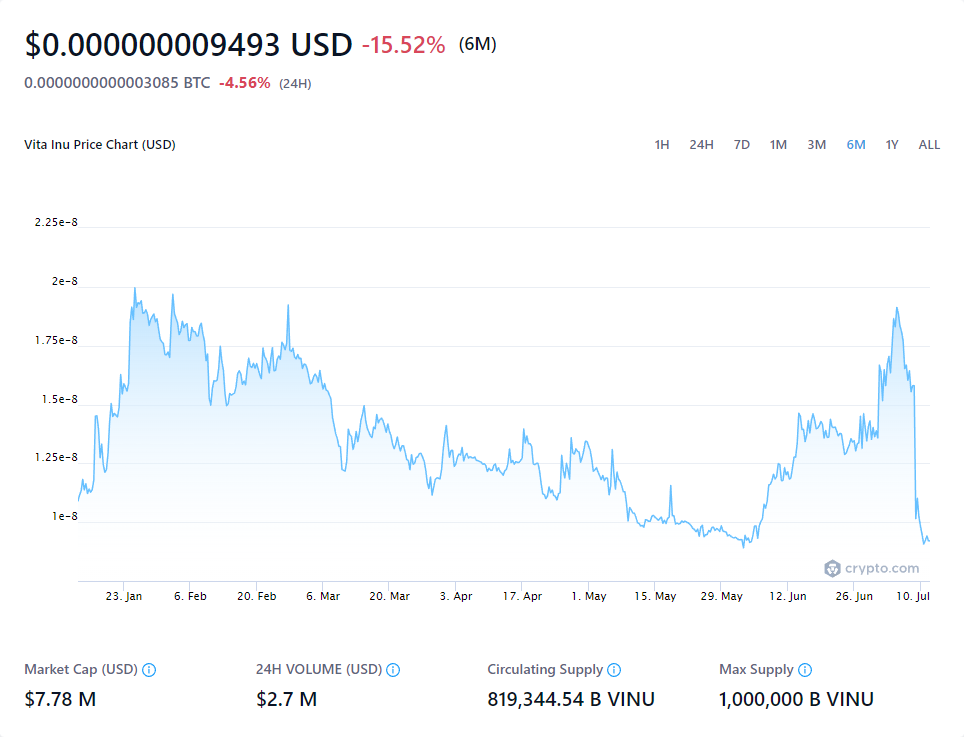 $0.000000009493 USD -15.52% (6M)
0.0000000000003085 BTC -4.56% (24H)
Vita Inu Price Chart (USD) 1H 24H 7D 1M 3M 6M 1Y ALL
2.25e-8
2e-8
1.75e-8
1.5e-8
1.25e-8
1e-8
crypto.com
23. Jan 6. Feb 20. Feb 6. Mar 20. Mar 3. Apr 17. Apr 1. May 15. May 29. May 12. Jun 26. Jun 10. Jul
Market Cap (USD) 24H VOLUME (USD) Circulating Supply Max Supply
$7.78 M $2.7 M 819,344.54 B VINU 1,000,000 B VINU